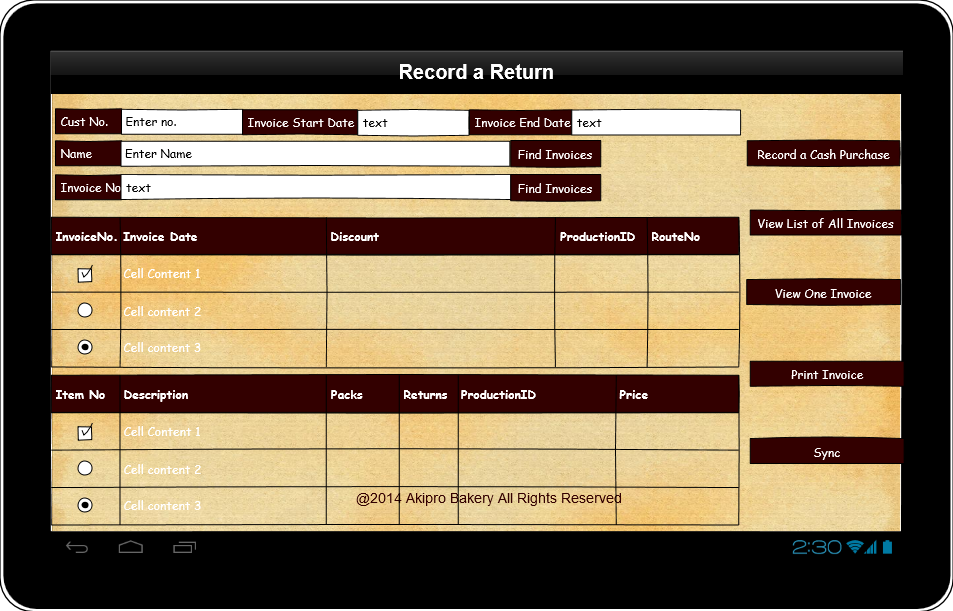 Record a Return
Cust No. Enter no. Invoice Start Date text Invoice End Date text
Name Enter Name Find Invoices Record a Cash Purchase
Invoice No text Find Invoices
View List of All Invoices
InvoiceNo. Invoice Date Discount ProductionID RouteNo
Cell Content 1
View One Invoice
Cell content 2
Cell content 3
Print Invoice
Item No Description Packs Returns ProductionID Price
Cell Content 1
Sync
Cell content 2
@2014 Akipro Bakery All Rights Reserved
Cell content 3
2:30